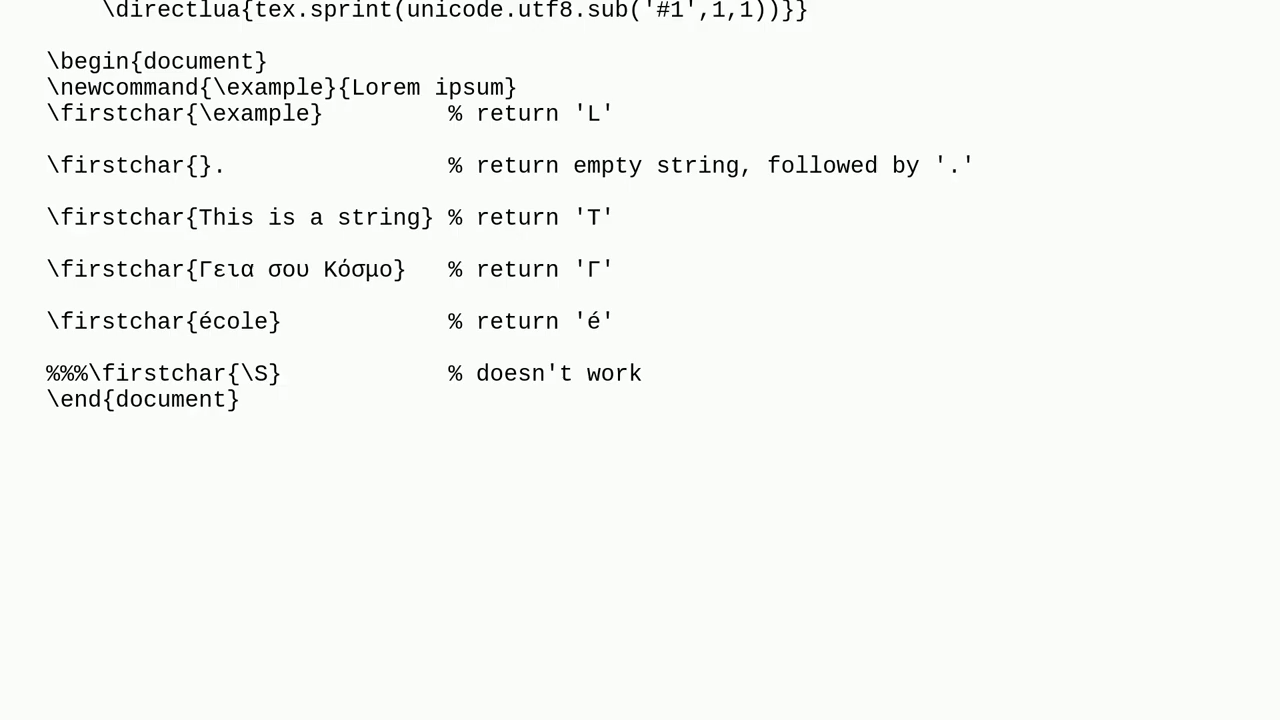 \directlua{tex.sprint(unicode.utf8.sub('#1',1,1))}}
\begin{document}
\newcommand{\example}{Lorem ipsum}
\firstchar{\example}         % return 'L'
\firstchar{}.                % return empty string, followed by '.'
\firstchar{This is a string} % return 'T'
\firstchar{Γεια σου Κόσμο}   % return 'Γ'
\firstchar{école}            % return 'é'
%%%\firstchar{\S}            % doesn't work
\end{document}